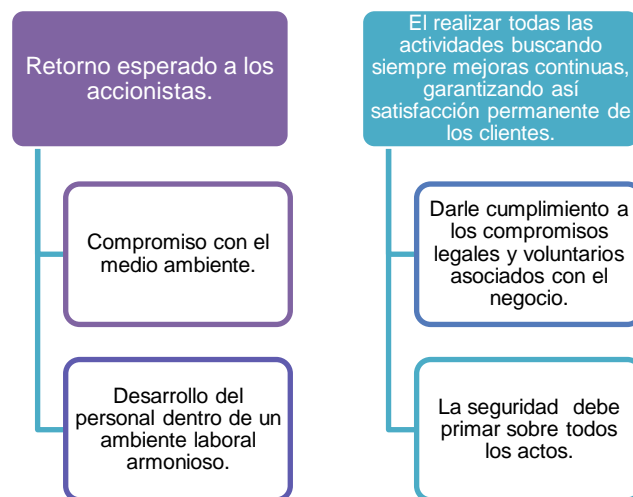 Retorno esperado a los
accionistas.
Compromiso con el
medio ambiente.
Desarrollo del
personal dentro de un
ambiente laboral
armonioso.
El realizar todas las
actividades buscando
siempre mejoras continuas,
garantizando así
satisfacción permanente de
los clientes.
Darle cumplimiento a
los compromisos
legales y voluntarios
asociados con el
negocio.
La seguridad debe
primar sobre todos
los actos.